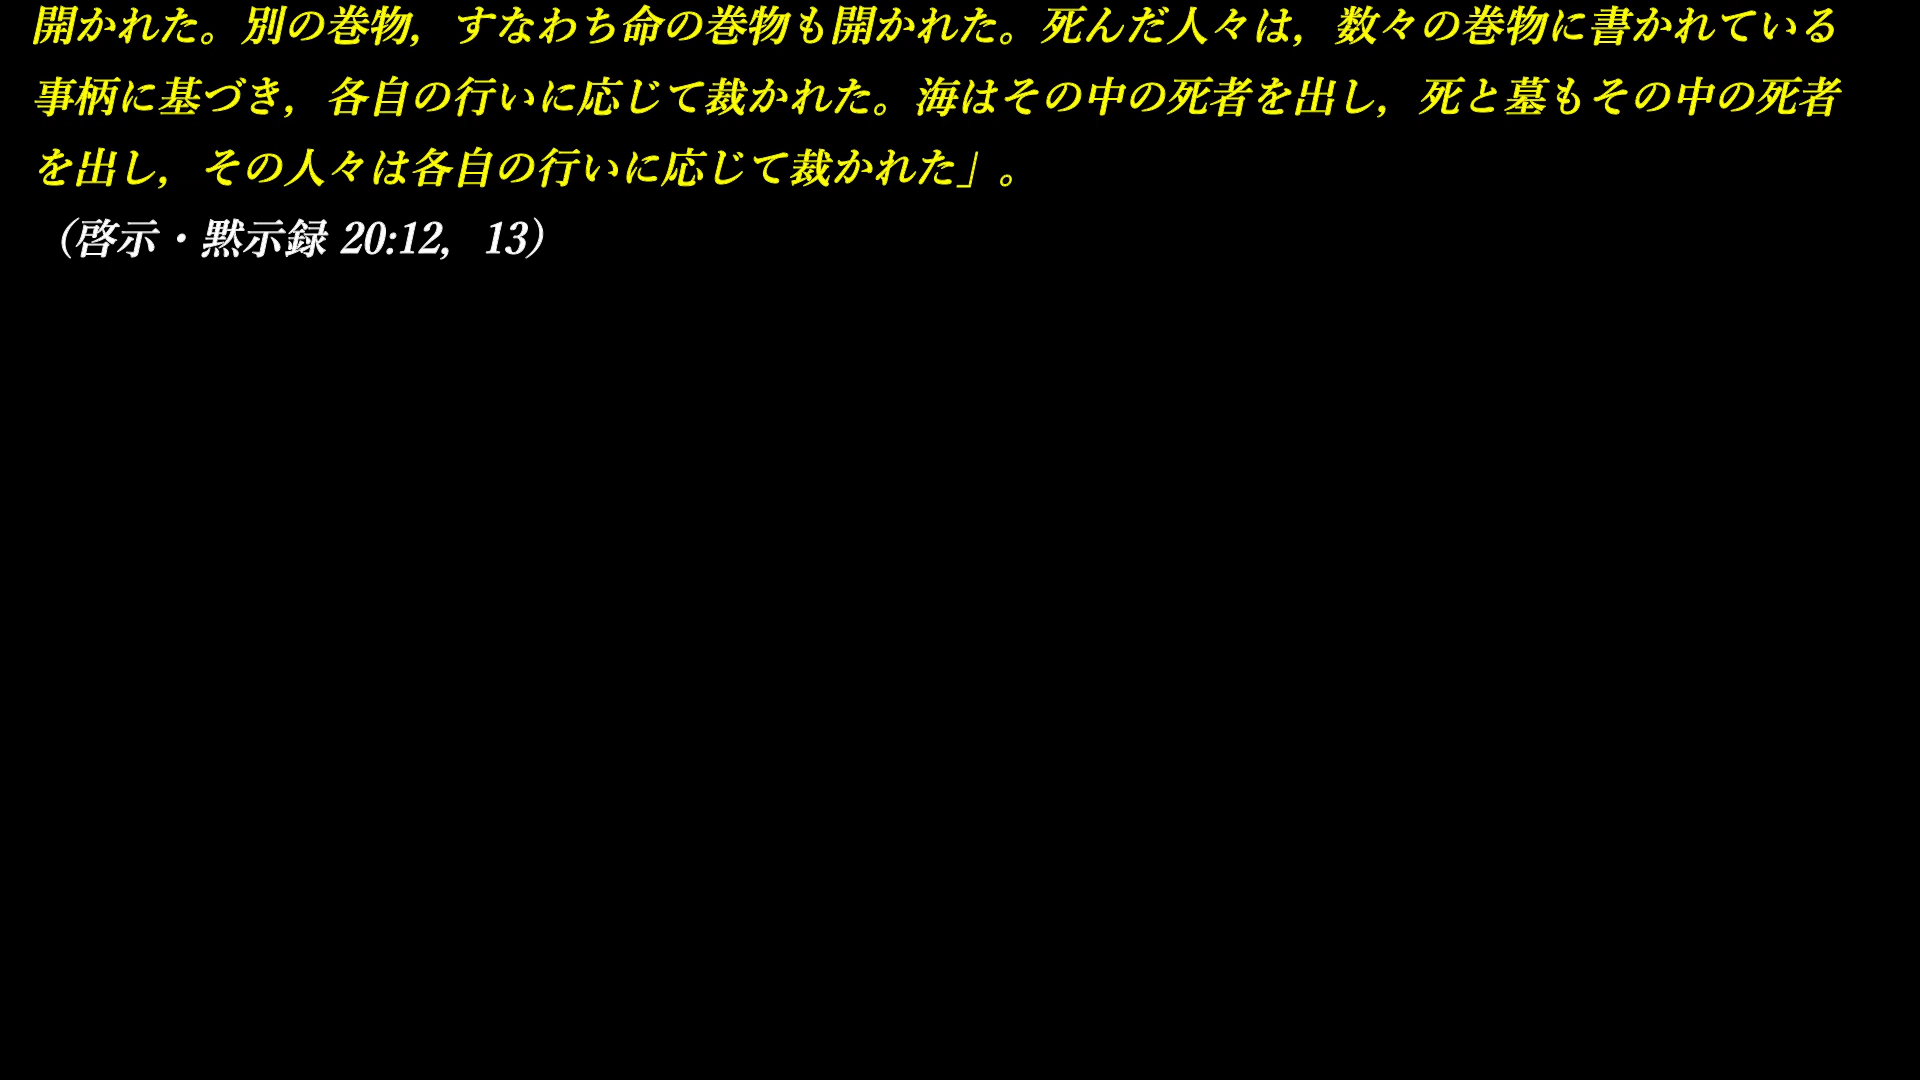 開かれた。別の巻物，すなわち命の巻物も開かれた。死んだ人々は，数々の巻物に書かれている
事柄に基づき，各自の行いに応じて裁かれた。海はその中の死者を出し，死と墓もその中の死者
を出し，その人々は各自の行いに応じて裁かれた」。
（啓示・黙示録 20:12，13）